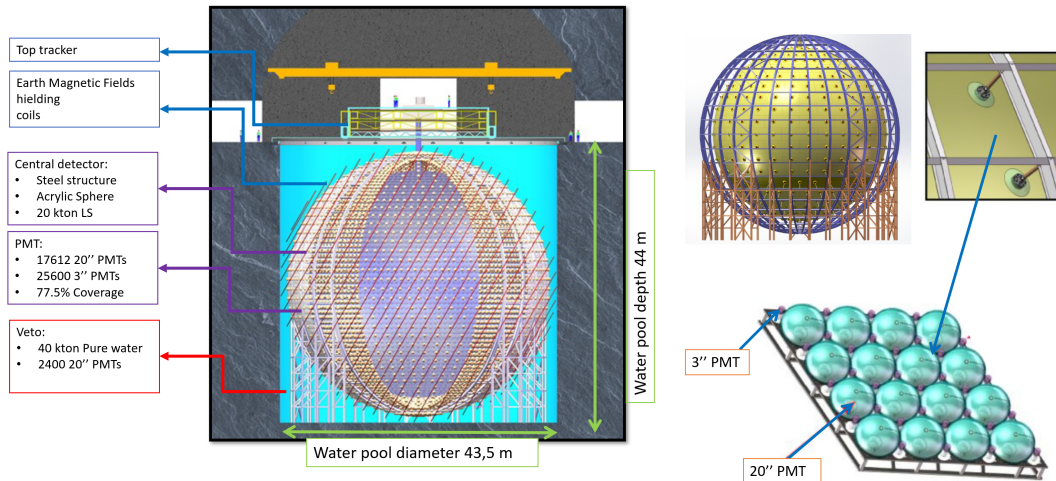 Top tracker
Earth Magnetic Fields
hielding
coils
Central detector:
• Steel structure
• Acrylic Sphere
• 20 kton LS
PMT:
• 17612 20’’ PMTs
• 25600 3’’ PMTs
• 77.5% Coverage
Veto:
• 40 kton Pure water
• 2400 20’’ PMTs
Water pool depth 44 m
Water pool diameter 43,5 m
3’’ PMT
20’’ PMT